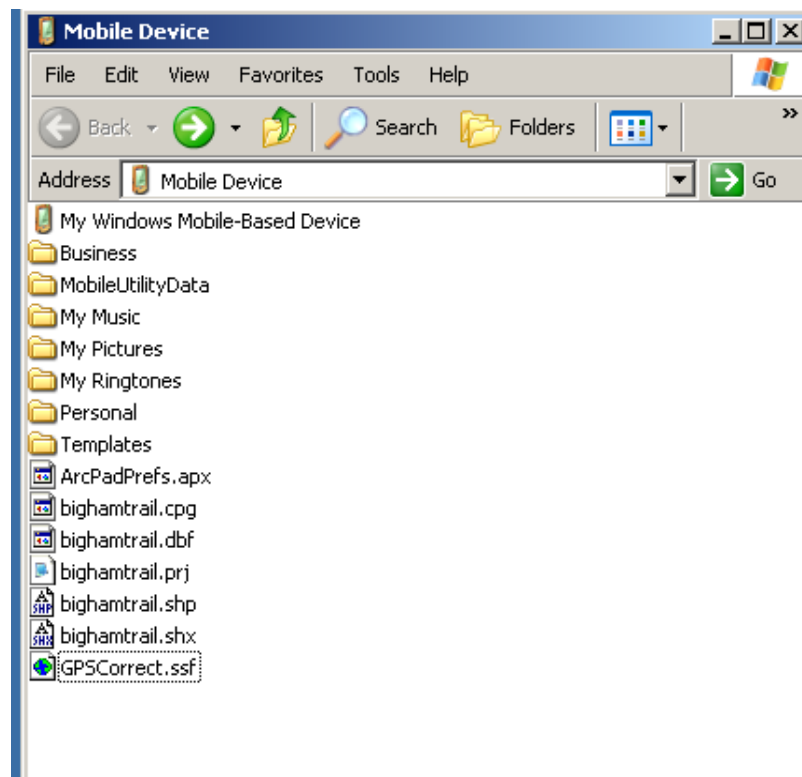 Mobile Device
File Edit View Favorites Tools Help
Back Search Folders »
Address Mobile Device Go
My Windows Mobile-Based Device
Business
MobileUtilityData
My Music
My Pictures
My Ringtones
Personal
Templates
ArcPadPrefs.apx
bighamtrail.cpg
bighamtrail.dbf
bighamtrail.prj
bighamtrail.shp
bighamtrail.shx
GPSCorrect.ssf